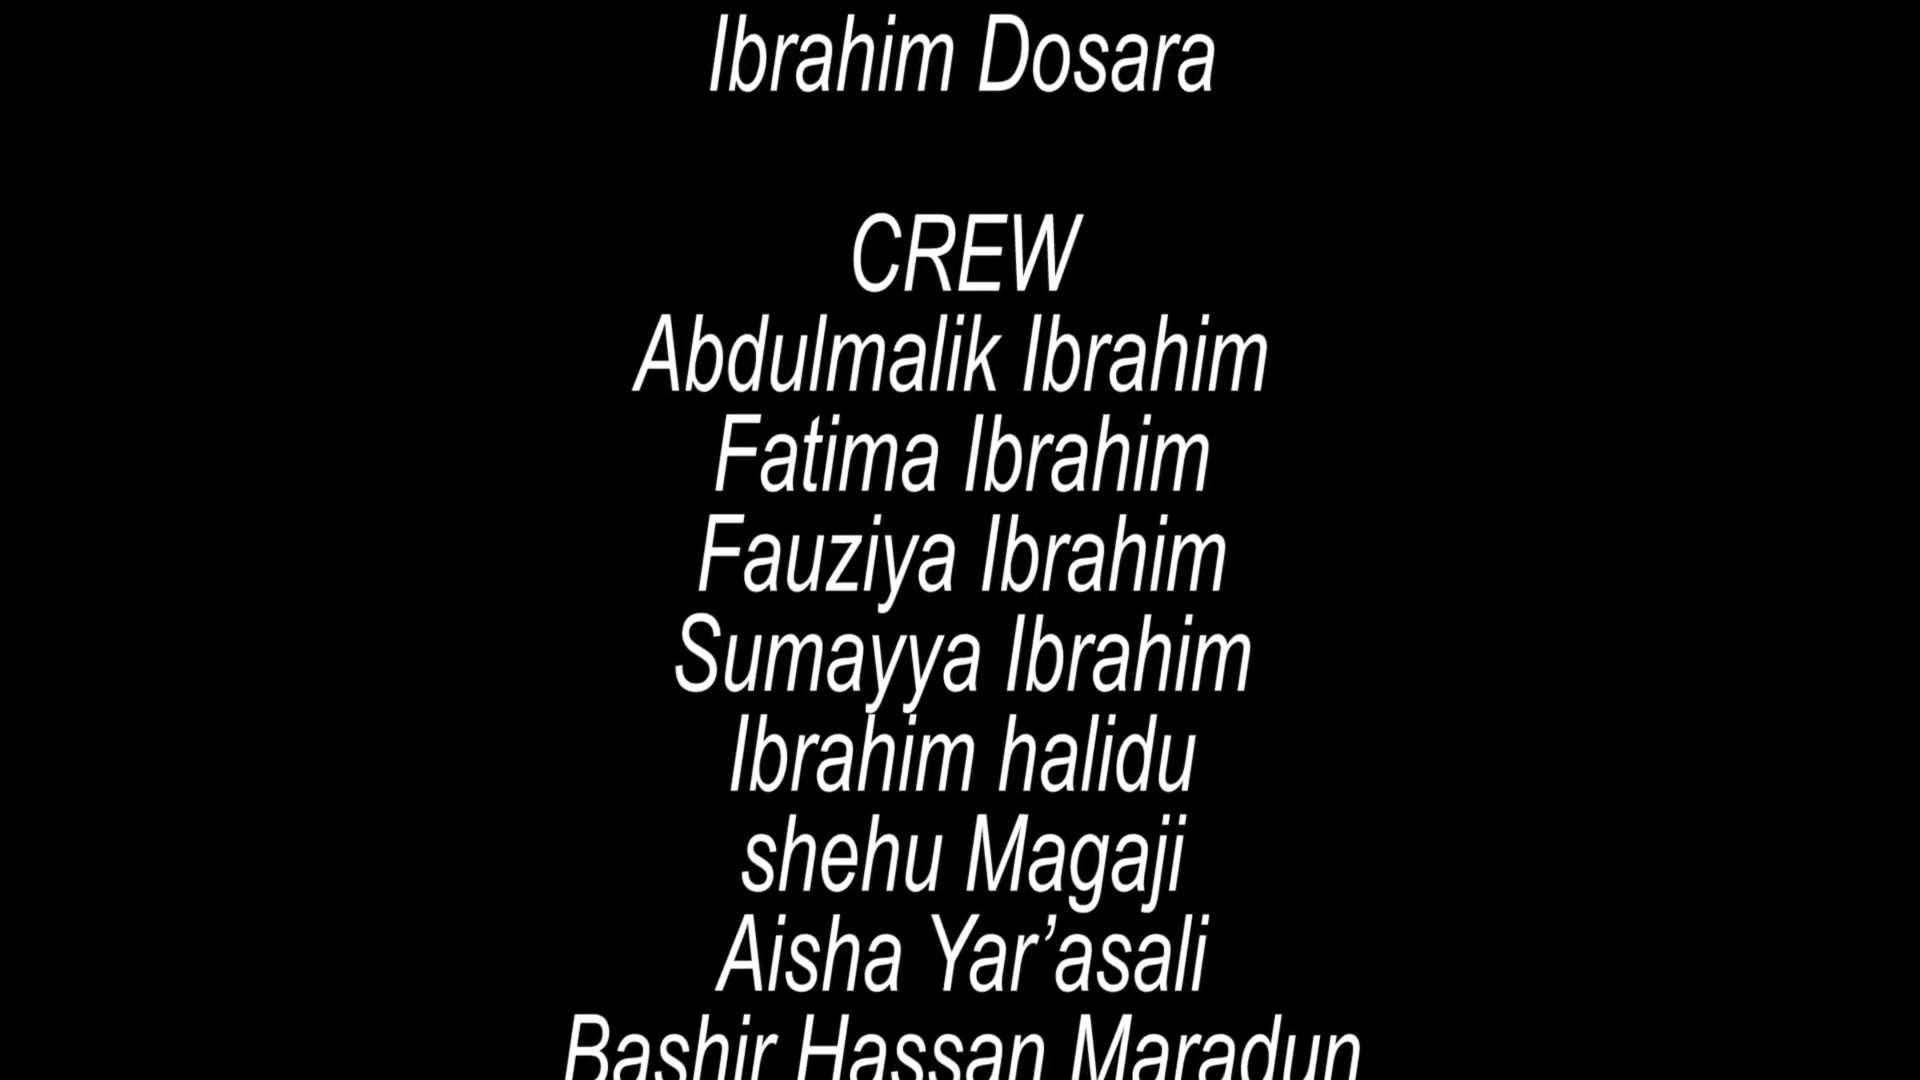 Ibrahim Dosara
CREW
Abdulmalik Ibrahim
Fatima Ibrahim
Fauziya Ibrahim
Sumayya Ibrahim
Ibrahim halidu
shehu Magaji
Aisha Yar’asali
Bashir Hassan Maradun